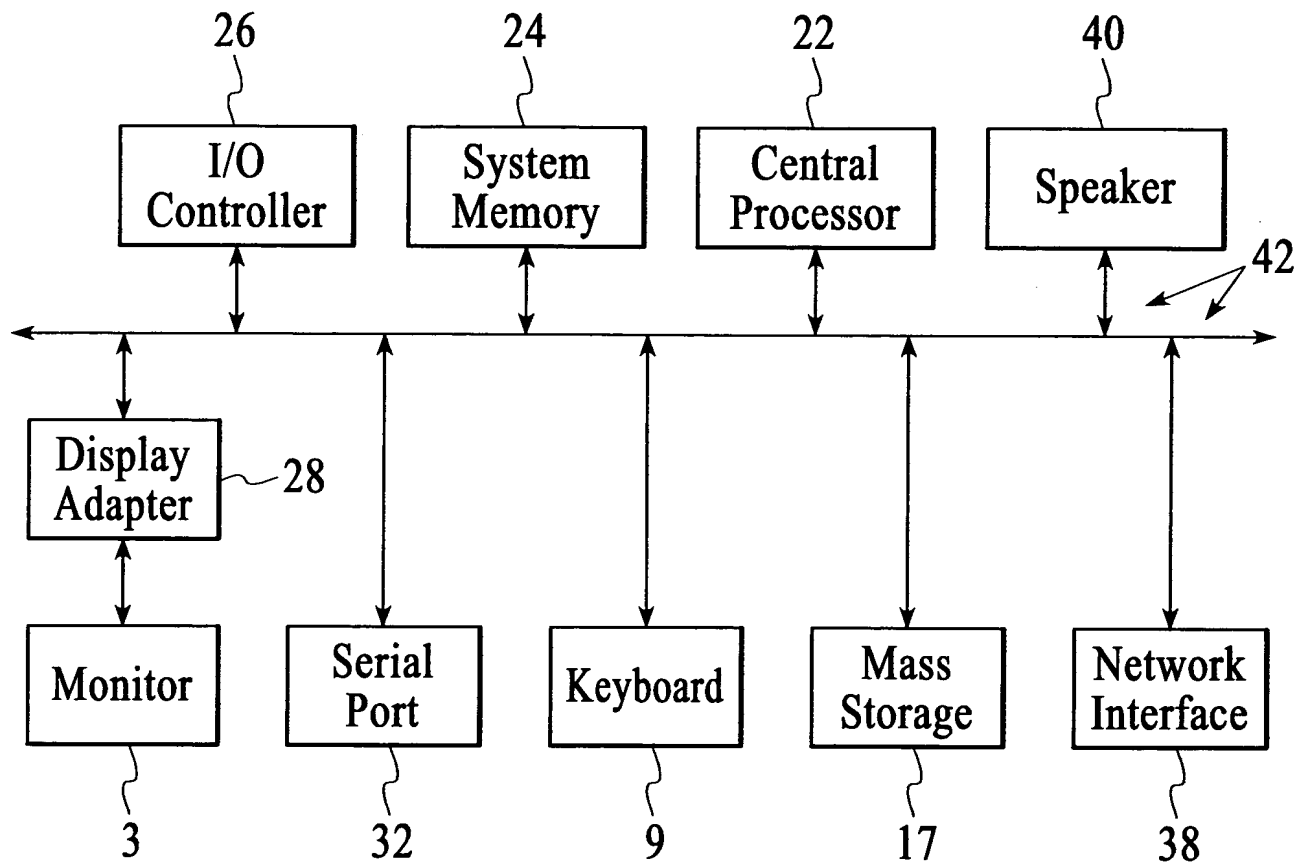 26
24
22
40
I/O
Controller
System
Memory
Central
Processor
Speaker
42
Display
Adapter
28
Monitor
Serial
Port
Keyboard
Mass
Storage
Network
Interface
3
32
9
17
38